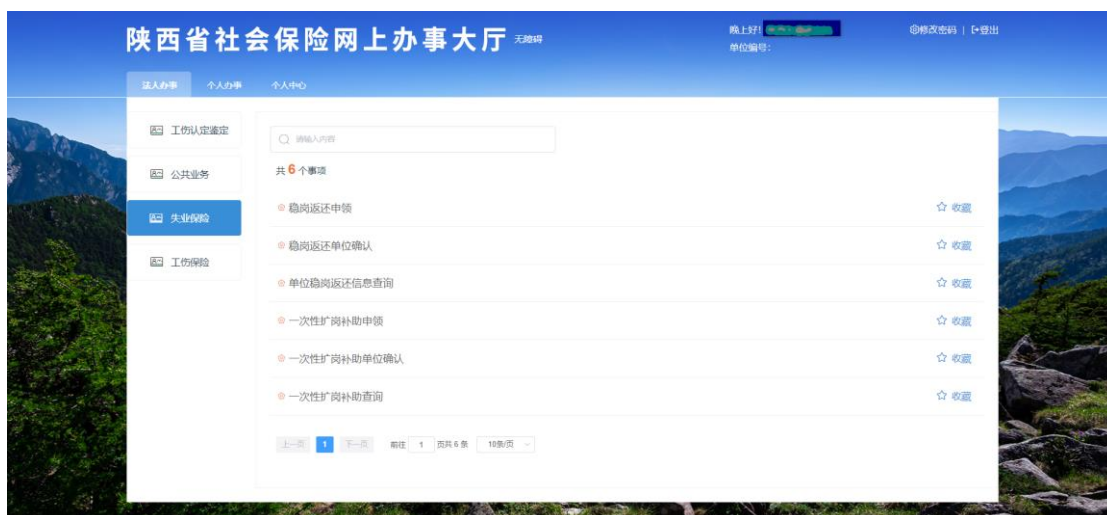 陕西省社会保险网上办事大厅 无障碍
晚上好!
修改密码 | 登出
单位编号:
法人办事 个人办事 个人中心
工伤认定鉴定
公共业务
失业保险
工伤保险
请输入内容
共 6 个事项
稳岗返还申领 收藏
稳岗返还单位确认 收藏
单位稳岗返还信息查询 收藏
一次性扩岗补助申领 收藏
一次性扩岗补助单位确认 收藏
一次性扩岗补助查询 收藏
上一页 1 下一页 前往 1 页共 6 条 10条/页